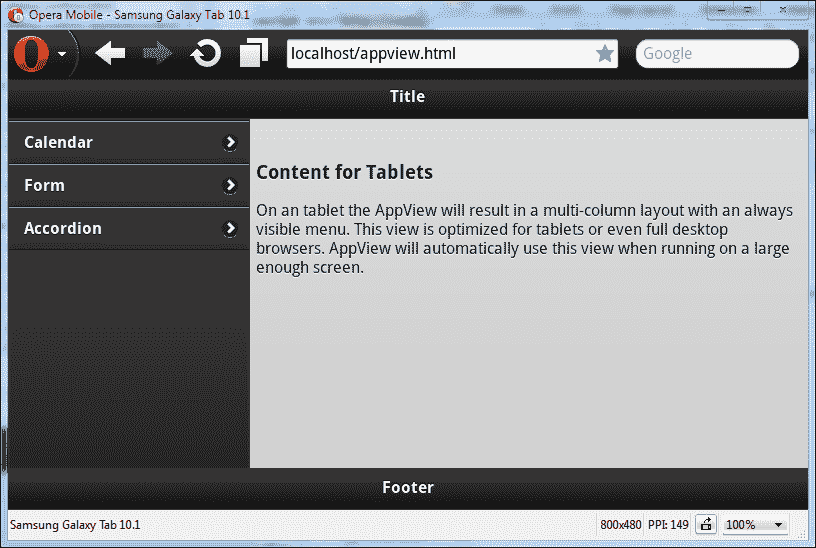 Opera Mobile - Samsung Galaxy Tab 10.1
localhost/appview.html
Google
Title
Calendar
Form
Accordion
Content for Tablets
On an tablet the AppView will result in a multi-column layout with an always
visible menu. This view is optimized for tablets or even full desktop
browsers. AppView will automatically use this view when running on a large
enough screen.
Footer
Samsung Galaxy Tab 10.1 800x480 PPI: 149 100%